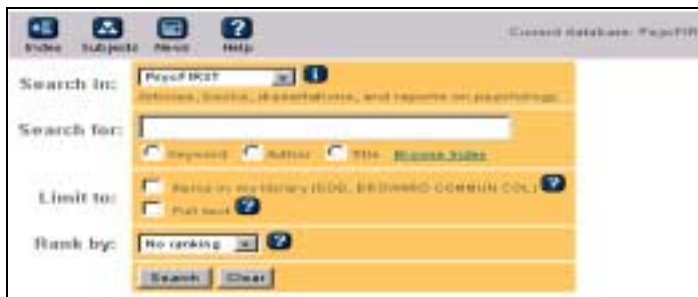 Index Subjects News Help
Current database: PsycFIR
Search in: PsycFIRST
Articles, books, dissertations, and reports on psychology.
Search for:
Keyword Author Title Browse Index
Limit to: Items in my library (BROWARD COMMUN COL)
Full text
Rank by: No ranking
Search Clear